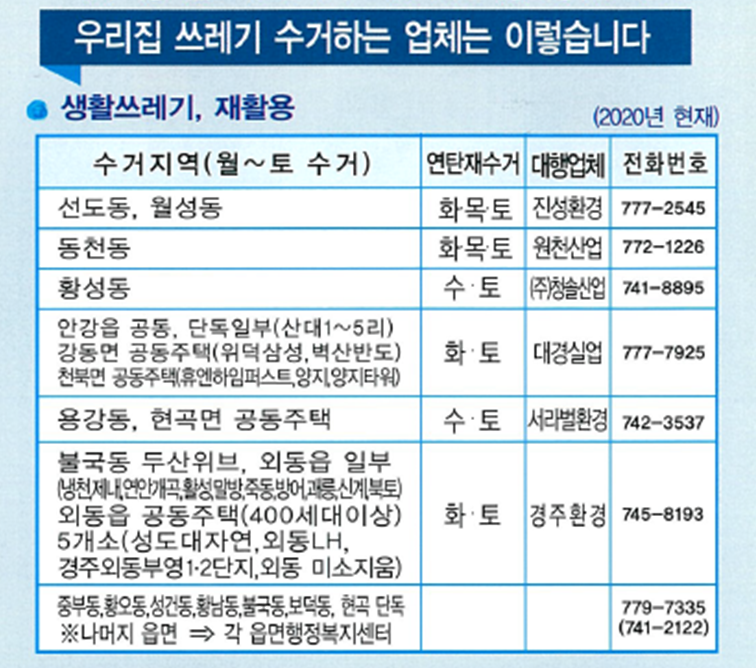 우리집 쓰레기 수거하는 업체는 이렇습니다
생활쓰레기, 재활용
(2020년 현재)
수거지역(월~토 수거) 연탄재수거 대행업체 전화번호
선도동, 월성동 화·목·토 진성환경 777-2545
동천동 화·목·토 원천산업 772-1226
황성동 수·토 (주)청솔산업 741-8895
안강읍 공동, 단독일부(산대1~5리)
강동면 공동주택(위덕삼성,벽산반도) 화·토 대경실업 777-7925
천북면 공동주택(휴엔하임퍼스트,양지,양지타워)
용강동, 현곡면 공동주택 수·토 서라벌환경 742-3537
불국동 두산위브, 외동읍 일부
(냉천,제내,연안,개곡,활성,말방,죽동,방어,괘릉,신계,북토)
외동읍 공동주택(400세대이상) 화·토 경주환경 745-8193
5개소(성도대자연,외동LH,
경주외동부영1·2단지,외동 미소지움)
중부동,황오동,성건동,황남동,불국동,보덕동, 현곡 단독 779-7335
※나머지 읍면 ⇒ 각 읍면행정복지센터 (741-2122)